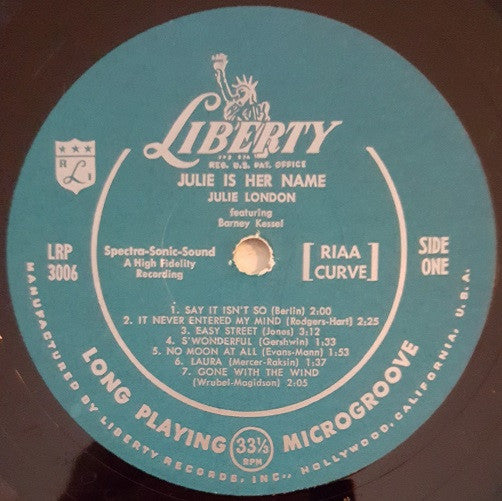 LIBERTY
REG. U.S. PAT. OFFICE
JULIE IS HER NAME
JULIE LONDON
featuring
Barney Kessel
R L I
LRP
3006
Spectra-Sonic-Sound
A High Fidelity
Recording
[RIAA
CURVE]
SIDE
ONE
1. SAY IT ISN'T SO (Berlin) 2:00
2. IT NEVER ENTERED MY MIND (Rodgers-Hart) 2:25
3. EASY STREET (Jones) 3:12
4. S'WONDERFUL (Gershwin) 1:53
5. NO MOON AT ALL (Evans-Mann) 1:53
6. LAURA (Mercer-Raksin) 1:37
7. GONE WITH THE WIND
(Wrubel-Magidson) 2:05
LONG PLAYING 33⅓ RPM MICROGROOVE
MANUFACTURED BY LIBERTY RECORDS, INC., HOLLYWOOD, CALIFORNIA, U.S.A.